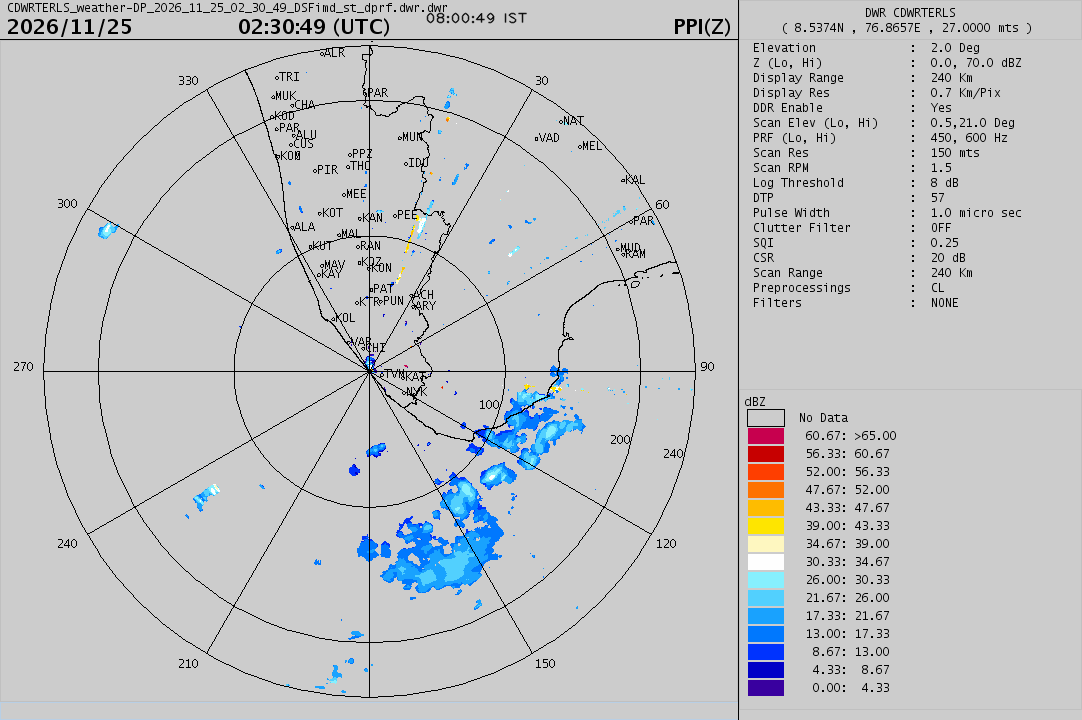 CDWRTERLS_weather-DP_2026_11_25_02_30_49_DSFimd_st_dprf.dwr.dwr
2026/11/25 02:30:49 (UTC) 08:00:49 IST PPI(Z)
DWR CDWRTERLS
( 8.5374N , 76.8657E , 27.0000 mts )
Elevation : 2.0 Deg
Z (Lo, Hi) : 0.0, 70.0 dBZ
Display Range : 240 Km
Display Res : 0.7 Km/Pix
DDR Enable : Yes
Scan Elev (Lo, Hi) : 0.5,21.0 Deg
PRF (Lo, Hi) : 450, 600 Hz
Scan Res : 150 mts
Scan RPM : 1.5
Log Threshold : 8 dB
DTP : 57
Pulse Width : 1.0 micro sec
Clutter Filter : OFF
SQI : 0.25
CSR : 20 dB
Scan Range : 240 Km
Preprocessings : CL
Filters : NONE
dBZ
No Data
60.67: >65.00
56.33: 60.67
52.00: 56.33
47.67: 52.00
43.33: 47.67
39.00: 43.33
34.67: 39.00
30.33: 34.67
26.00: 30.33
21.67: 26.00
17.33: 21.67
13.00: 17.33
8.67: 13.00
4.33: 8.67
0.00: 4.33
ALR
TRI
330
30
MUK
PAR
CHA
KOD
NAT
PAR
ALU
MUN
VAD
CUS
MEL
PPZ
THO
IDU
PIR
KAL
MEE
300
60
KOT
KAN
PEE
PAR
ALA
MAL
KUT
RAN
MUD
RAM
KOZ
MAV
KON
KAY
PAT
ACH
PUN
ARY
KOL
VAR
CHI
270
90
TVM
KAT
NYK
100
200
240
240
120
210
150